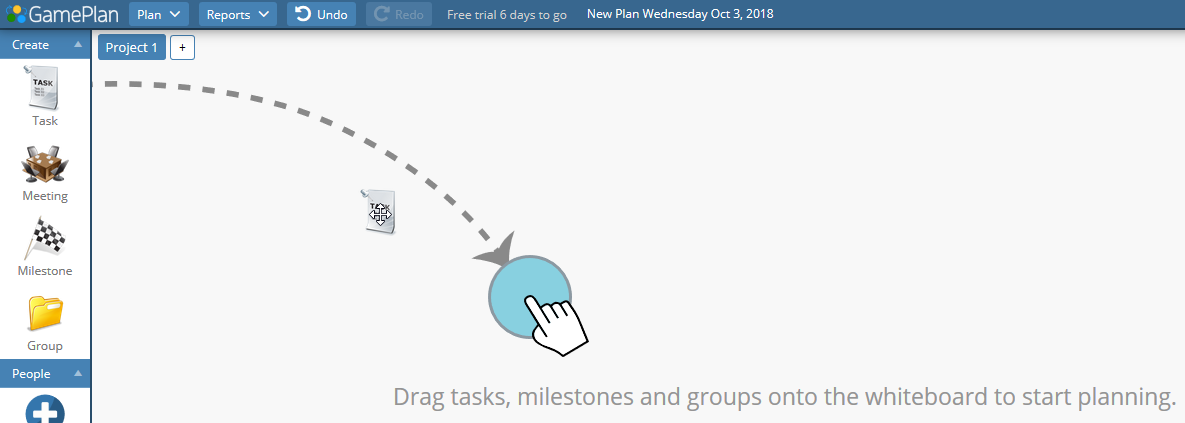 GamePlan Plan Reports Undo Redo Free trial 6 days to go New Plan Wednesday Oct 3, 2018
Create
Project 1 +
TASK
Task
Meeting
Milestone
Group
People
TASK
Drag tasks, milestones and groups onto the whiteboard to start planning.